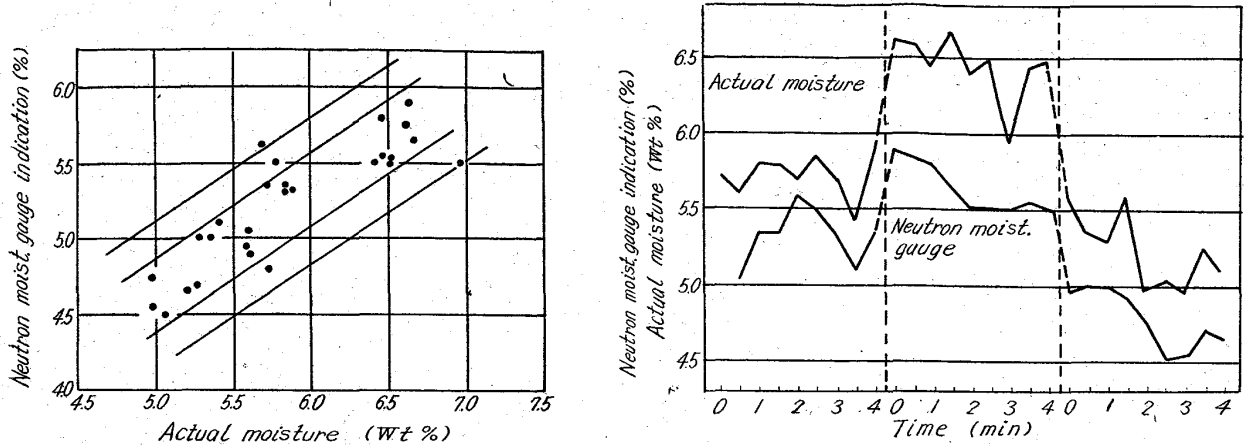 Neutron moist. gauge indication (%)
6.0
5.5
5.0
4.5
4.0
4.5 5.0 5.5 6.0 6.5 7.0 7.5
Actual moisture (Wt %)
Neutron moist gauge indication (%)
Actual moisture (Wt %)
6.5
6.0
5.5
5.0
4.5
Actual moisture
Neutron moist.
gauge
0 1 2 3 4 0 1 2 3 4 0 1 2 3 4
Time (min)